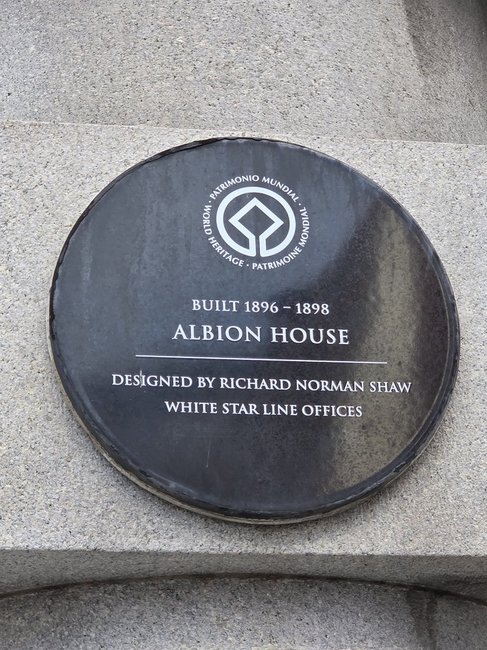 PATRIMONIO MUNDIAL · WORLD HERITAGE · PATRIMOINE MONDIAL ·
BUILT 1896 – 1898
ALBION HOUSE
DESIGNED BY RICHARD NORMAN SHAW
WHITE STAR LINE OFFICES